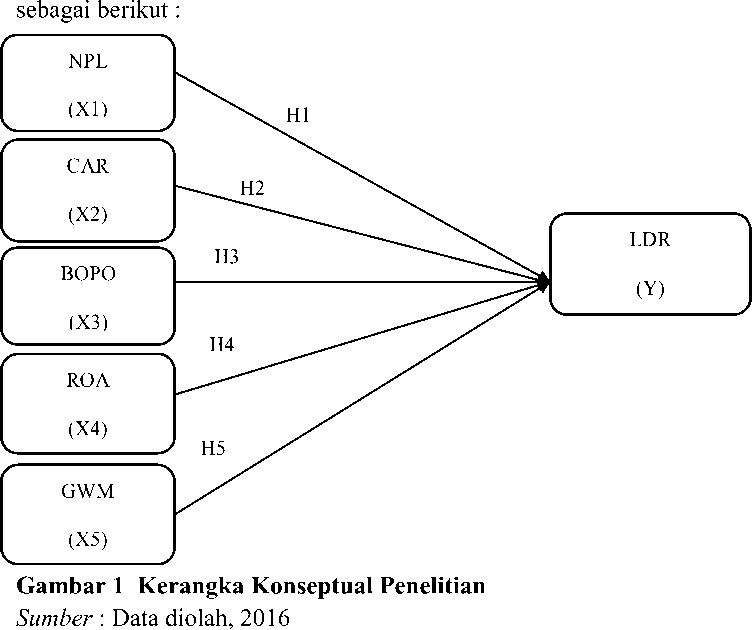 sebagai berikut :
NPL
(X1)
H1
CAR
(X2)
H2
BOPO
(X3)
H3
LDR
(Y)
ROA
(X4)
H4
GWM
(X5)
H5
Gambar 1 Kerangka Konseptual Penelitian
Sumber : Data diolah, 2016